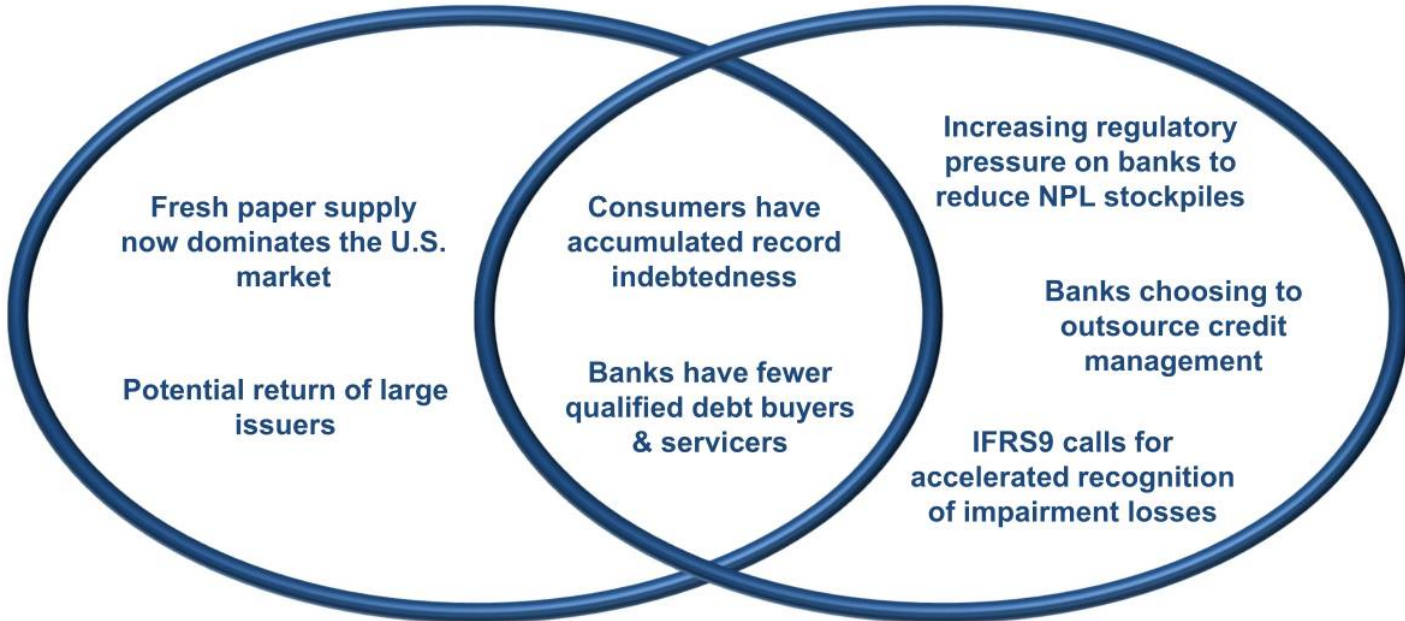 Fresh paper supply
now dominates the U.S.
market
Potential return of large
issuers
Consumers have
accumulated record
indebtedness
Banks have fewer
qualified debt buyers
& servicers
Increasing regulatory
pressure on banks to
reduce NPL stockpiles
Banks choosing to
outsource credit
management
IFRS9 calls for
accelerated recognition
of impairment losses